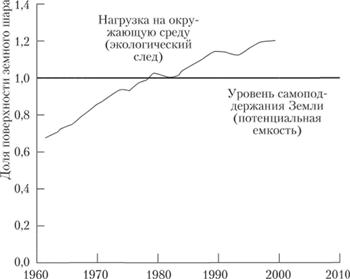 Доля поверхности земного шара
1,4
1,2
1,0
0,8
0,6
0,4
0,2
0,0
Нагрузка на окру-
жающую среду
(экологический
след)
Уровень самопод-
держания Земли
(потенциальная
емкость)
1960
1970
1980
1990
2000
2010